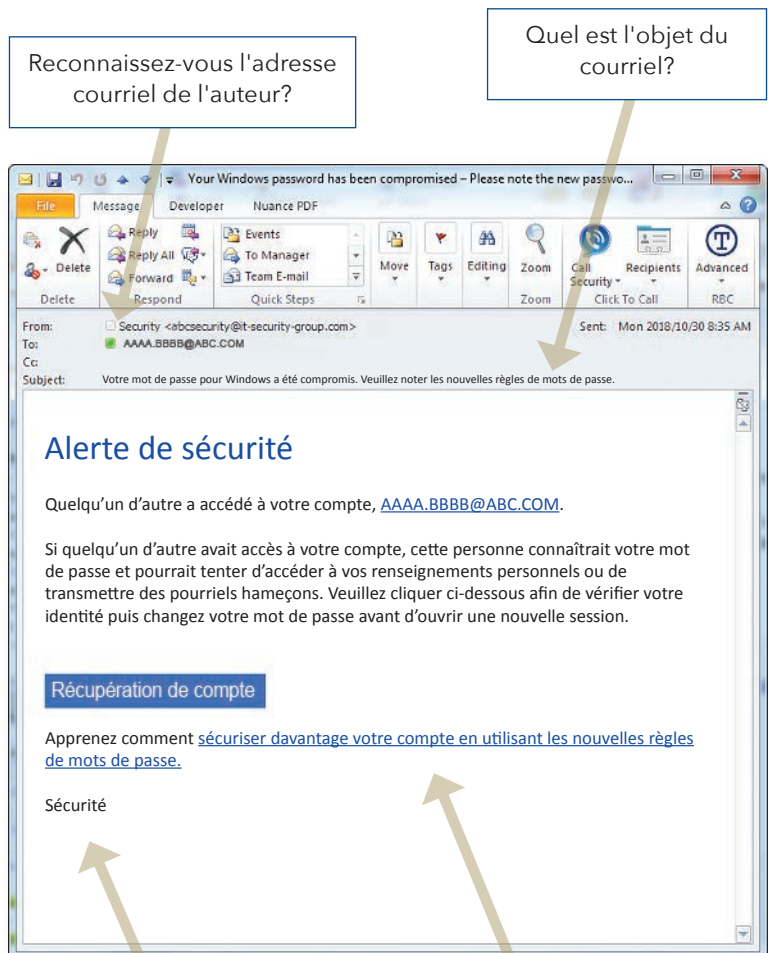 Reconnaissez-vous l'adresse
courriel de l'auteur?
Quel est l'objet du
courriel?
Your Windows password has been compromised – Please note the new passwo...
File Message Developer Nuance PDF
Delete
Reply
Reply All
Forward
Events
To Manager
Team E-mail
Move
Tags
Editing
Zoom
Call
Security
Recipients
Advanced
Delete Respond Quick Steps Zoom Click To Call RBC
From: Security <abcsecurity@it-security-group.com> Sent: Mon 2018/10/30 8:35 AM
To: AAAA.BBBB@ABC.COM
Cc:
Subject: Votre mot de passe pour Windows a été compromis. Veuillez noter les nouvelles règles de mots de passe.
Alerte de sécurité
Quelqu'un d'autre a accédé à votre compte, AAAA.BBBB@ABC.COM.
Si quelqu'un d'autre avait accès à votre compte, cette personne connaîtrait votre mot
de passe et pourrait tenter d'accéder à vos renseignements personnels ou de
transmettre des pourriels hameçons. Veuillez cliquer ci-dessous afin de vérifier votre
identité puis changez votre mot de passe avant d'ouvrir une nouvelle session.
Récupération de compte
Apprenez comment sécuriser davantage votre compte en utilisant les nouvelles règles
de mots de passe.
Sécurité